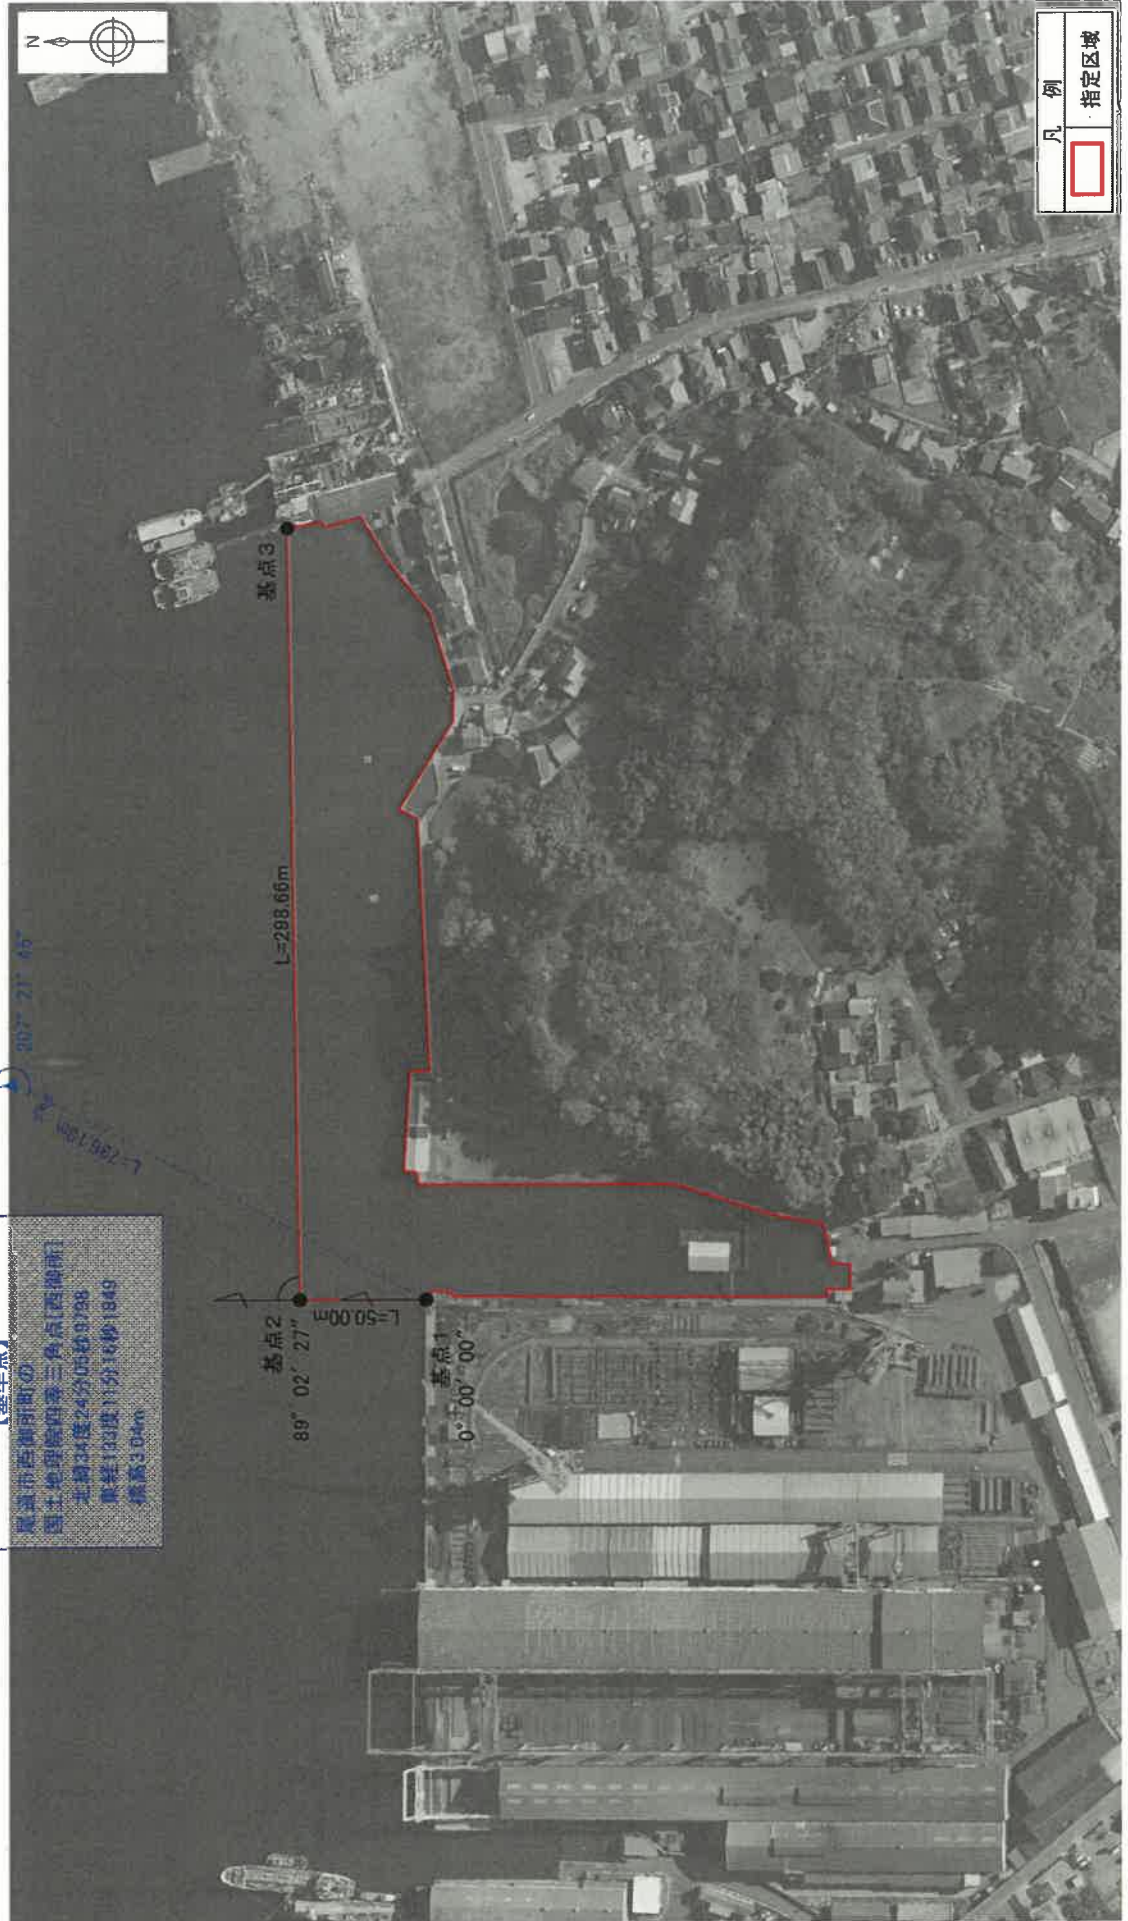 N
【基準点】
尾道市西御所町の
国土地理院四等三角点[西御所]
北緯34度24分05秒9798
東経133度11分16秒1849
標高3.04m
207° 21′ 45″
基点2
89° 02′ 27″
L=298.66m
基点3
L=50.00m
基点1
0° 00′ 00″
凡 例
指定区域